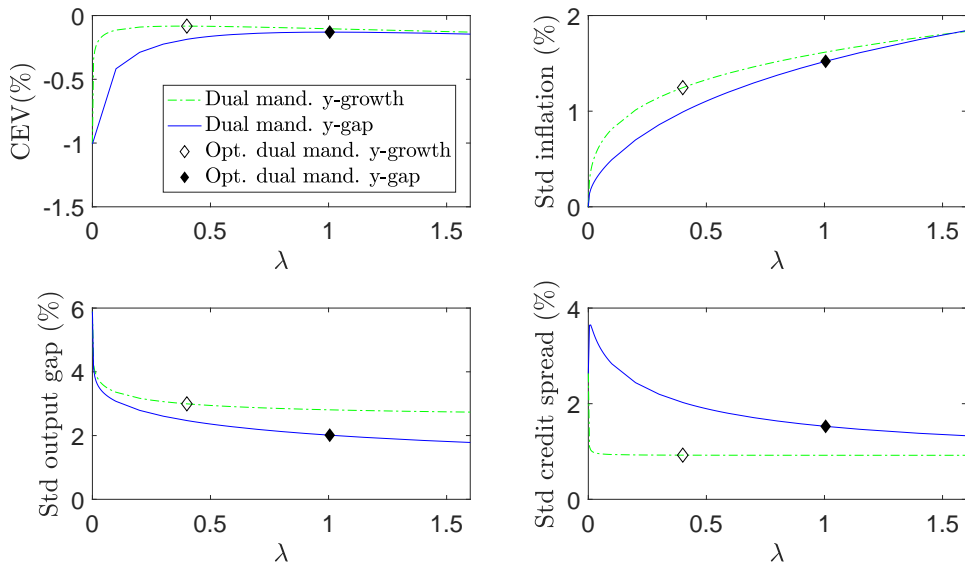 CEV(%)
0
-0.5
-1
-1.5
0
0.5
1
1.5
λ
Dual mand. y-growth
Dual mand. y-gap
Opt. dual mand. y-growth
Opt. dual mand. y-gap
Std inflation (%)
2
1
0
0
0.5
1
1.5
λ
Std output gap (%)
6
4
2
0
0
0.5
1
1.5
λ
Std credit spread (%)
4
2
0
0
0.5
1
1.5
λ